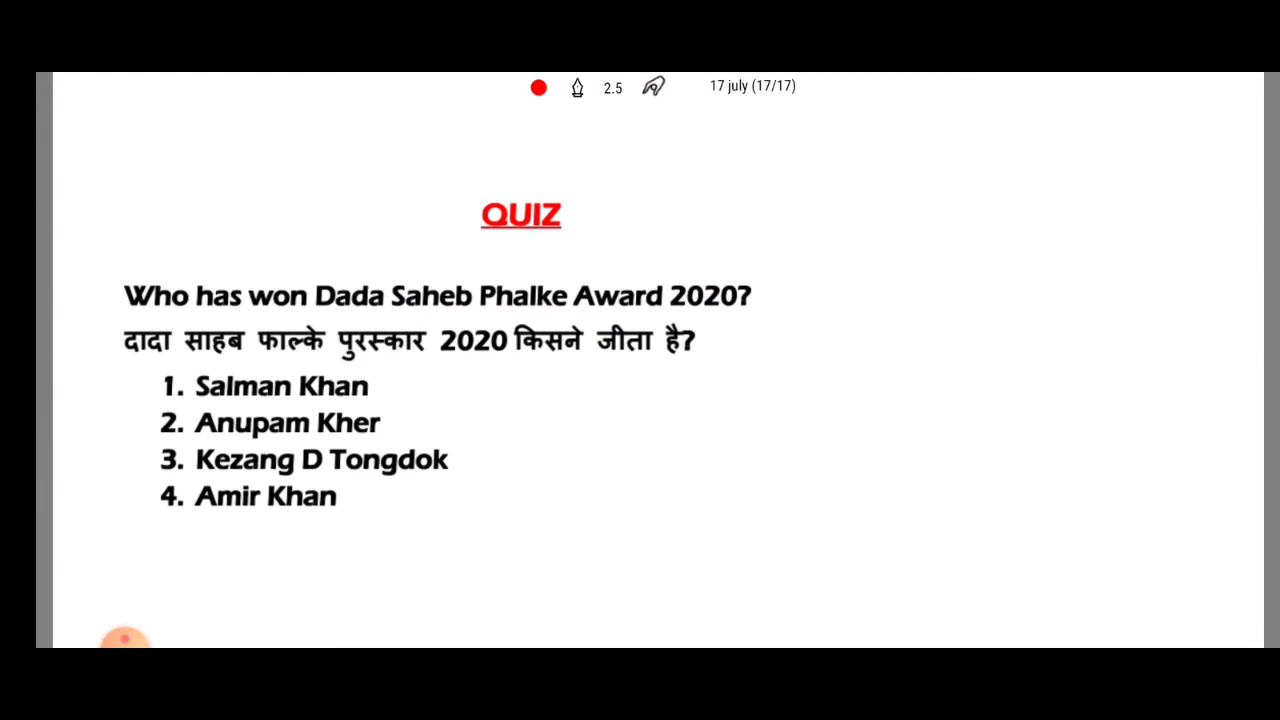 2.5 17 july (17/17)
QUIZ
Who has won Dada Saheb Phalke Award 2020?
दादा साहब फाल्के पुरस्कार 2020 किसने जीता है?
1. Salman Khan
2. Anupam Kher
3. Kezang D Tongdok
4. Amir Khan